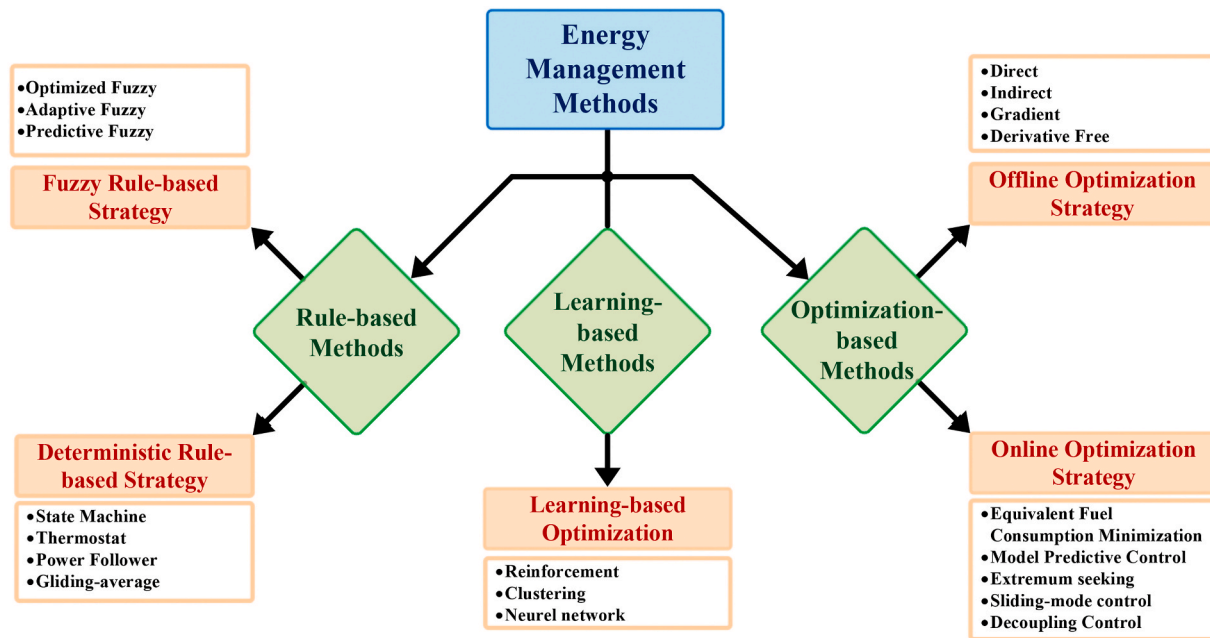 Energy
Management
Methods
•Optimized Fuzzy
•Adaptive Fuzzy
•Predictive Fuzzy
Fuzzy Rule-based
Strategy
•Direct
•Indirect
•Gradient
•Derivative Free
Offline Optimization
Strategy
Rule-based
Methods
Learning-
based
Methods
Optimization-
based
Methods
Deterministic Rule-
based Strategy
•State Machine
•Thermostat
•Power Follower
•Gliding-average
Learning-based
Optimization
•Reinforcement
•Clustering
•Neurel network
Online Optimization
Strategy
•Equivalent Fuel
Consumption Minimization
•Model Predictive Control
•Extremum seeking
•Sliding-mode control
•Decoupling Control